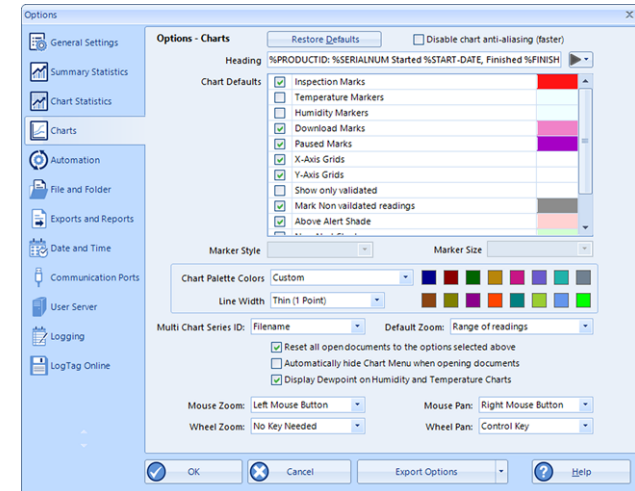 Options
General Settings
Summary Statistics
Chart Statistics
Charts
Automation
File and Folder
Exports and Reports
Date and Time
Communication Ports
User Server
Logging
LogTag Online
Options - Charts
Restore Defaults
Disable chart anti-aliasing (faster)
Heading %PRODUCTID: %SERIALNUM Started %START-DATE, Finished %FINISH
Chart Defaults
Inspection Marks
Temperature Markers
Humidity Markers
Download Marks
Paused Marks
X-Axis Grids
Y-Axis Grids
Show only validated
Mark Non vaildated readings
Above Alert Shade
Marker Style
Marker Size
Chart Palette Colors Custom
Line Width Thin (1 Point)
Multi Chart Series ID: Filename
Default Zoom: Range of readings
Reset all open documents to the options selected above
Automatically hide Chart Menu when opening documents
Display Dewpoint on Humidity and Temperature Charts
Mouse Zoom: Left Mouse Button
Mouse Pan: Right Mouse Button
Wheel Zoom: No Key Needed
Wheel Pan: Control Key
OK
Cancel
Export Options
Help